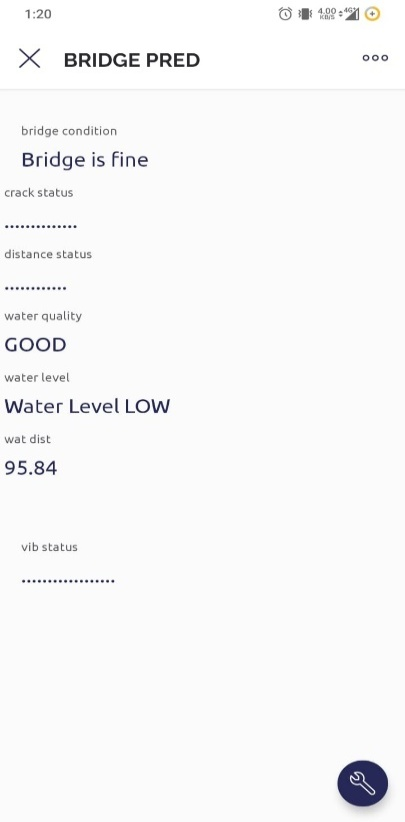 1:20
4.00 KB/S 4G+
BRIDGE PRED
bridge condition
Bridge is fine
crack status
..............
distance status
............
water quality
GOOD
water level
Water Level LOW
wat dist
95.84
vib status
..................